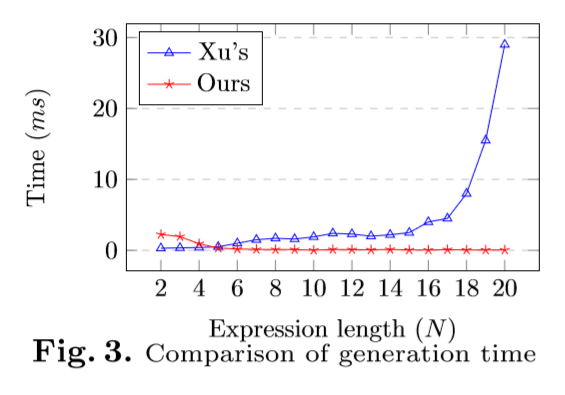 30
20
10
0
Time (ms)
Xu's
Ours
2 4 6 8 10 12 14 16 18 20
Expression length (N)
Fig. 3. Comparison of generation time